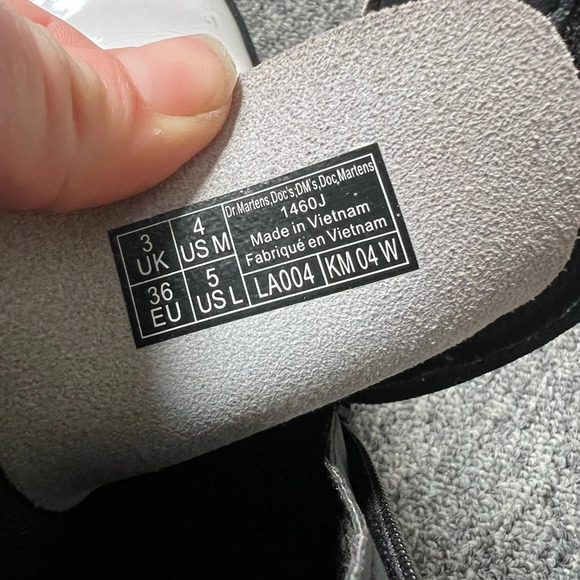 3 UK
4 US M
36 EU
5 US L
Dr.Martens,Doc's,DM's,Doc,Martens
1460J
Made in Vietnam
Fabriqué en Vietnam
LA004
KM 04 W